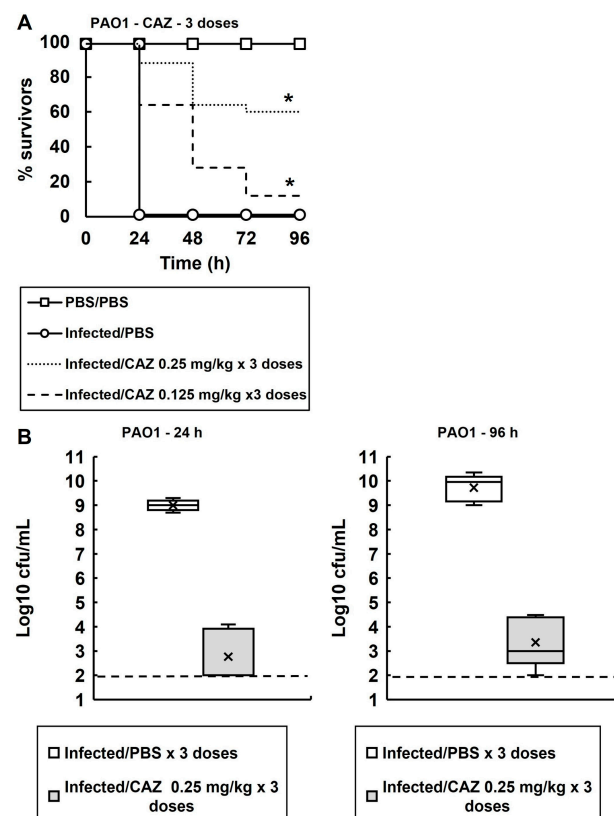 A
PAO1 - CAZ - 3 doses
% survivors
100
80
60
40
20
0
*
*
0 24 48 72 96
Time (h)
PBS/PBS
Infected/PBS
Infected/CAZ 0.25 mg/kg x 3 doses
Infected/CAZ 0.125 mg/kg x3 doses
B
PAO1 - 24 h
Log10 cfu/mL
11
10
9
8
7
6
5
4
3
2
1
Infected/PBS x 3 doses
Infected/CAZ 0.25 mg/kg x 3
doses
PAO1 - 96 h
Log10 cfu/mL
11
10
9
8
7
6
5
4
3
2
1
Infected/PBS x 3 doses
Infected/CAZ 0.25 mg/kg x 3
doses